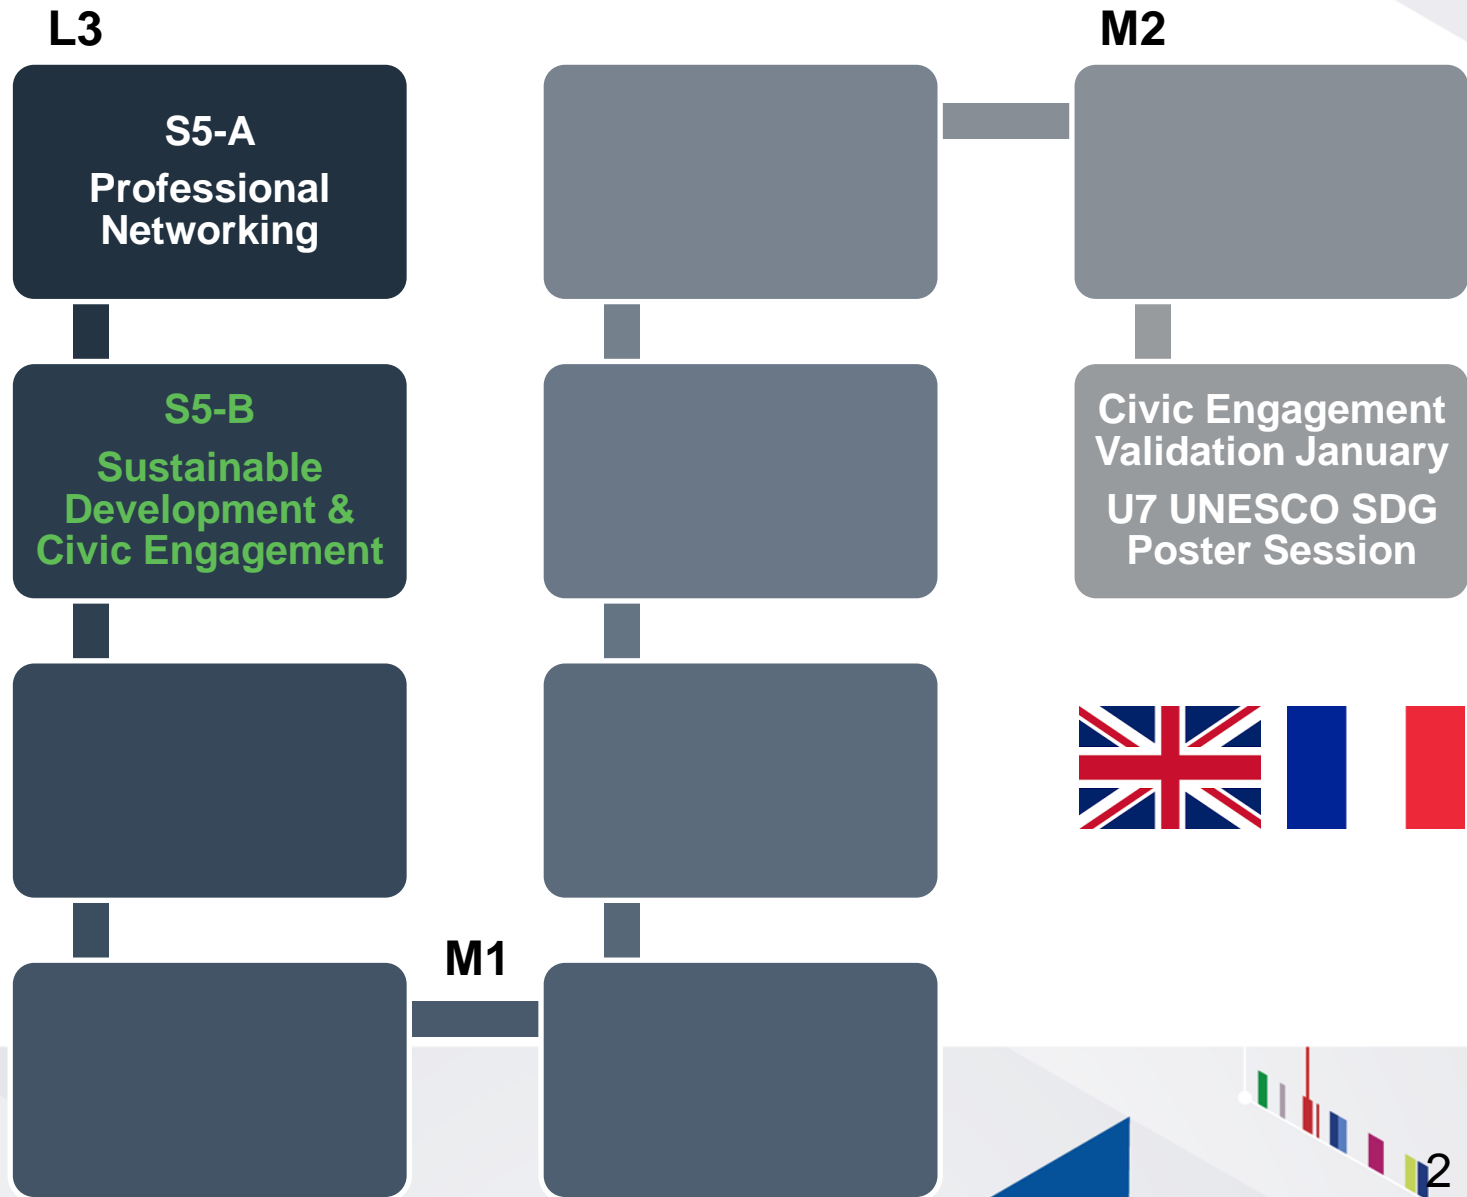 L3
S5-A
Professional
Networking
S5-B
Sustainable
Development &
Civic Engagement
M1
M2
Civic Engagement
Validation January
U7 UNESCO SDG
Poster Session
2